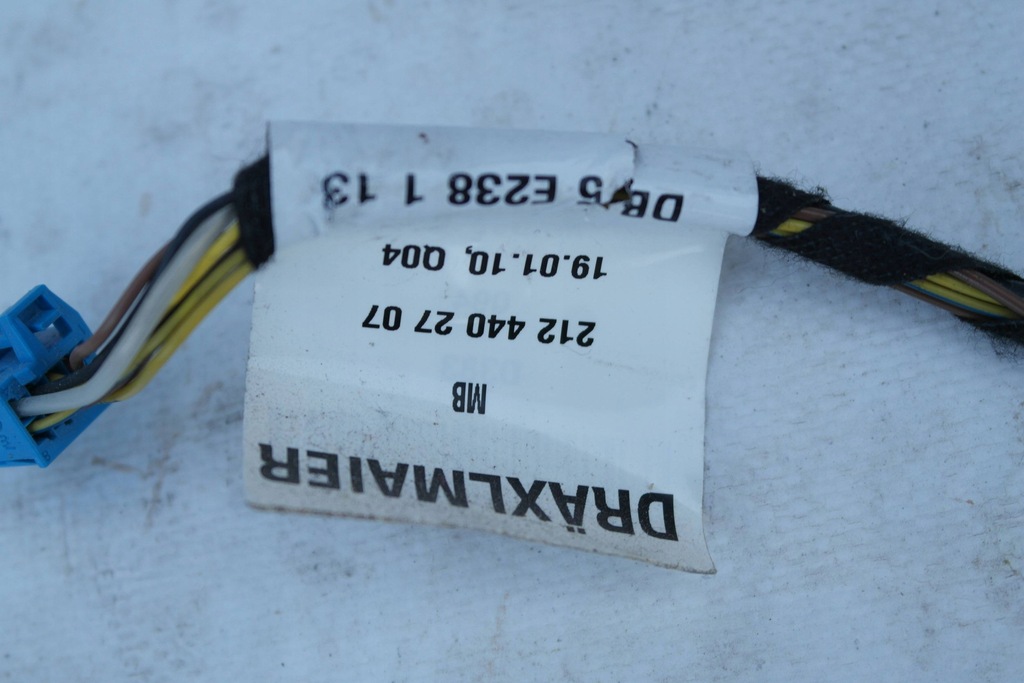 DRÄXLMAIER
MB
212 440 27 07
19.01.10, Q04
E238 1 13